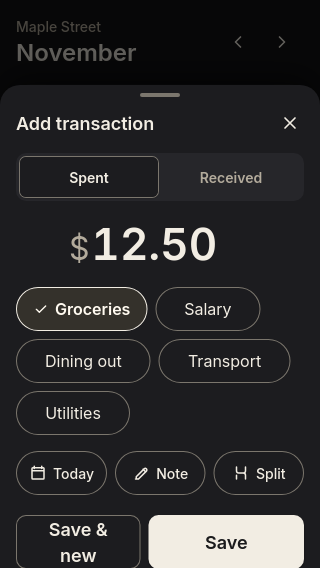 Maple Street
November
Add transaction
Spent
Received
$12.50
Groceries
Salary
Dining out
Transport
Utilities
Today
Note
Split
Save &
new
Save